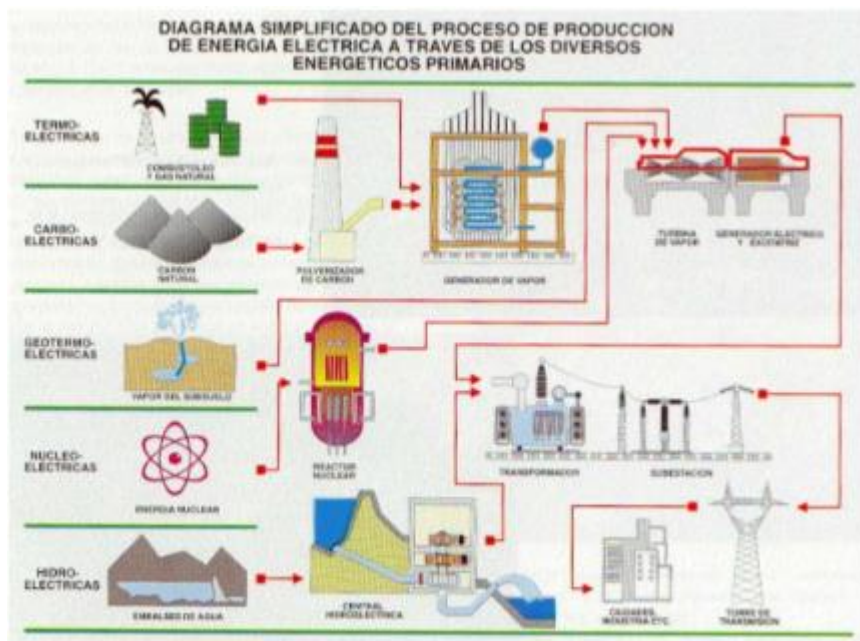 DIAGRAMA SIMPLIFICADO DEL PROCESO DE PRODUCCION
DE ENERGIA ELECTRICA A TRAVES DE LOS DIVERSOS
ENERGETICOS PRIMARIOS
TERMO-
ELECTRICAS
COMBUSTOLEO
Y GAS NATURAL
CARBO-
ELECTRICAS
CARBON
NATURAL
PULVERIZADOR
DE CARBON
GENERADOR DE VAPOR
TURBINA
DE VAPOR
GENERADOR ELECTRICO
Y EXCITATRIZ
GEOTERMO-
ELECTRICAS
VAPOR DEL SUBSUELO
NUCLEO-
ELECTRICAS
ENERGIA NUCLEAR
REACTOR
NUCLEAR
TRANSFORMADOR
SUBESTACION
HIDRO-
ELECTRICAS
EMBALSES DE AGUA
CENTRAL
HIDROELECTRICA
CIUDADES,
INDUSTRIA ETC.
TORRE DE
TRANSMISION